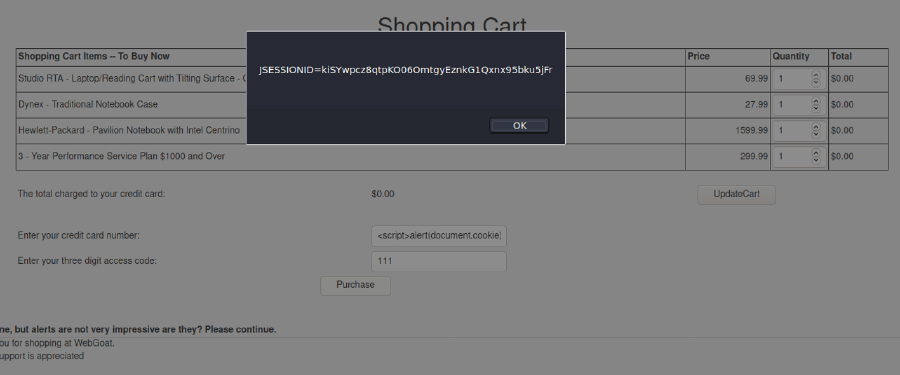 Shopping Cart
JSESSIONID=kiSYwpcz8qtpKO06OmtgyEznkG1Qxnx95bku5jFr
OK
Shopping Cart Items -- To Buy Now Price Quantity Total
Studio RTA - Laptop/Reading Cart with Tilting Surface - 69.99 1 $0.00
Dynex - Traditional Notebook Case 27.99 1 $0.00
Hewlett-Packard - Pavilion Notebook with Intel Centrino 1599.99 1 $0.00
3 - Year Performance Service Plan $1000 and Over 299.99 1 $0.00
The total charged to your credit card: $0.00 UpdateCart
Enter your credit card number: <script>alert(document.cookie)
Enter your three digit access code: 111
Purchase
ne, but alerts are not very impressive are they? Please continue.
ou for shopping at WebGoat.
upport is appreciated